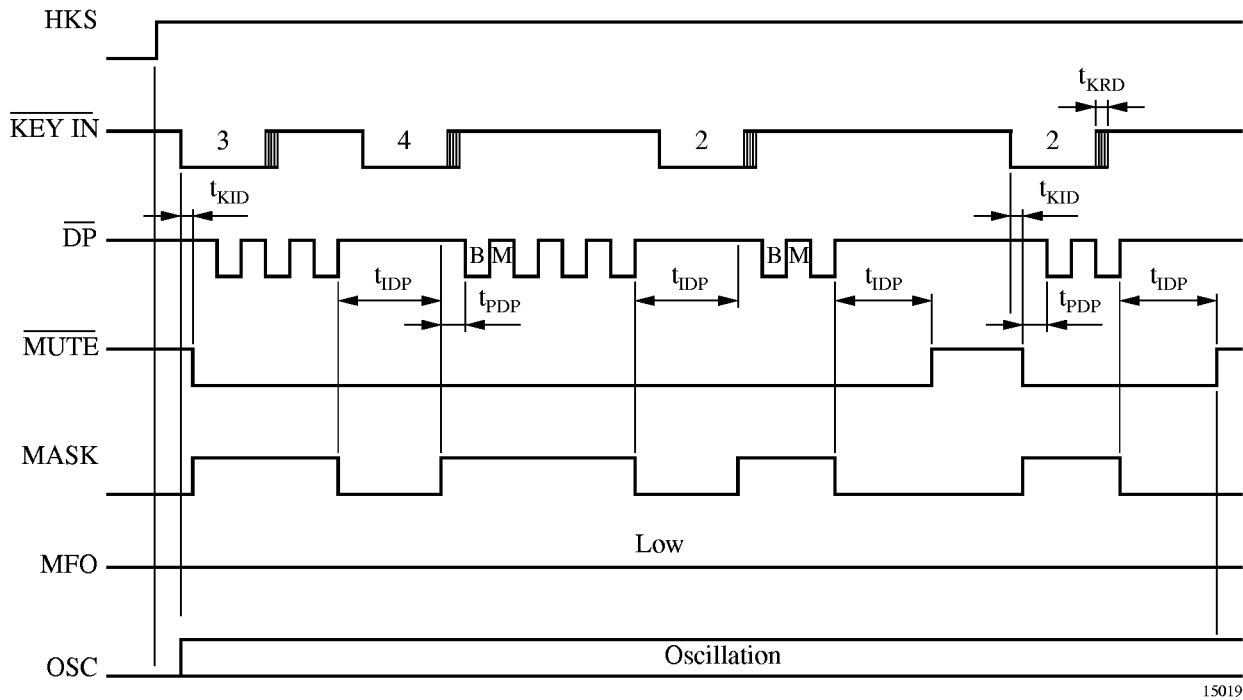 HKS
tKRD
KEY IN
3
4
2
2
tKID
tKID
DP
B
M
B
M
tIDP
tPDP
tIDP
tIDP
tPDP
tIDP
MUTE
MASK
MFO
Low
OSC
Oscillation
15019